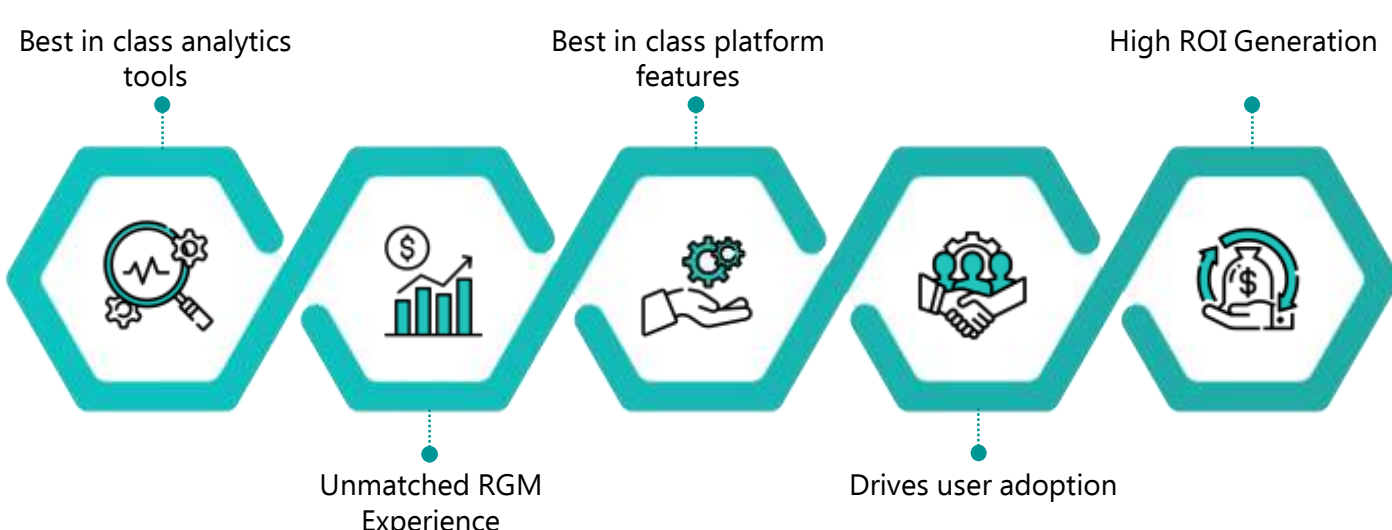 Best in class analytics
tools
Best in class platform
features
High ROI Generation
$
$
Unmatched RGM
Experience
Drives user adoption